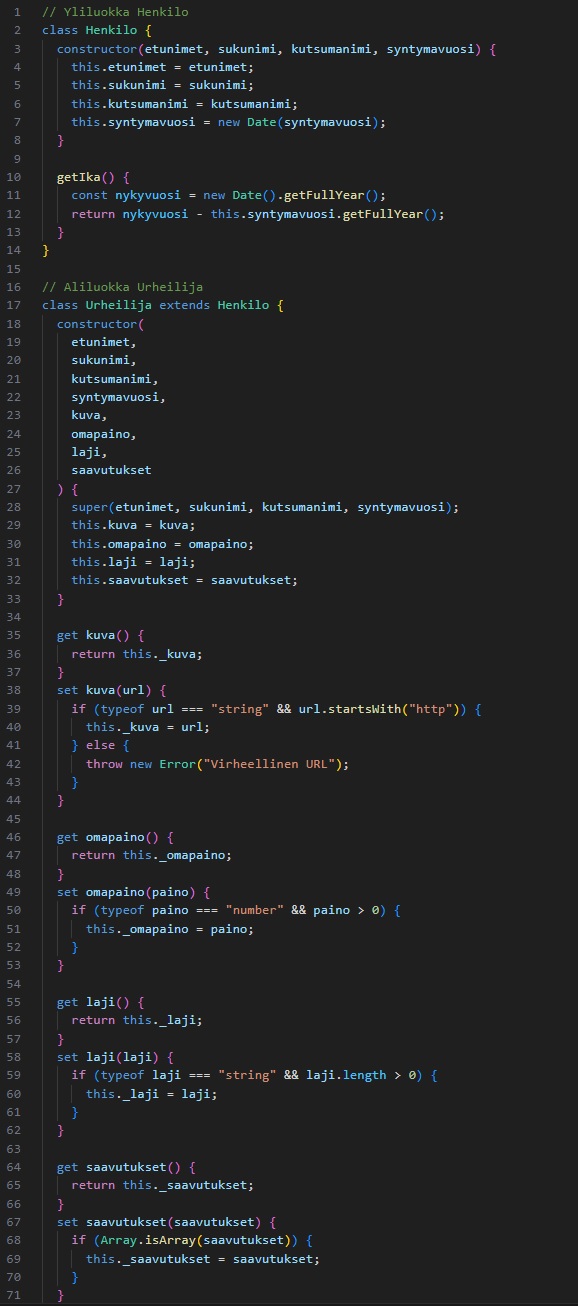 1 // Yliluokka Henkilo
2 class Henkilo {
3   constructor(etunimet, sukunimi, kutsumanimi, syntymavuosi) {
4     this.etunimet = etunimet;
5     this.sukunimi = sukunimi;
6     this.kutsumanimi = kutsumanimi;
7     this.syntymavuosi = new Date(syntymavuosi);
8   }
9
10   getIka() {
11     const nykyvuosi = new Date().getFullYear();
12     return nykyvuosi - this.syntymavuosi.getFullYear();
13   }
14 }
15
16 // Aliluokka Urheilija
17 class Urheilija extends Henkilo {
18   constructor(
19     etunimet,
20     sukunimi,
21     kutsumanimi,
22     syntymavuosi,
23     kuva,
24     omapaino,
25     laji,
26     saavutukset
27   ) {
28     super(etunimet, sukunimi, kutsumanimi, syntymavuosi);
29     this.kuva = kuva;
30     this.omapaino = omapaino;
31     this.laji = laji;
32     this.saavutukset = saavutukset;
33   }
34
35   get kuva() {
36     return this._kuva;
37   }
38   set kuva(url) {
39     if (typeof url === "string" && url.startsWith("http")) {
40       this._kuva = url;
41     } else {
42       throw new Error("Virheellinen URL");
43     }
44   }
45
46   get omapaino() {
47     return this._omapaino;
48   }
49   set omapaino(paino) {
50     if (typeof paino === "number" && paino > 0) {
51       this._omapaino = paino;
52     }
53   }
54
55   get laji() {
56     return this._laji;
57   }
58   set laji(laji) {
59     if (typeof laji === "string" && laji.length > 0) {
60       this._laji = laji;
61     }
62   }
63
64   get saavutukset() {
65     return this._saavutukset;
66   }
67   set saavutukset(saavutukset) {
68     if (Array.isArray(saavutukset)) {
69       this._saavutukset = saavutukset;
70     }
71   }